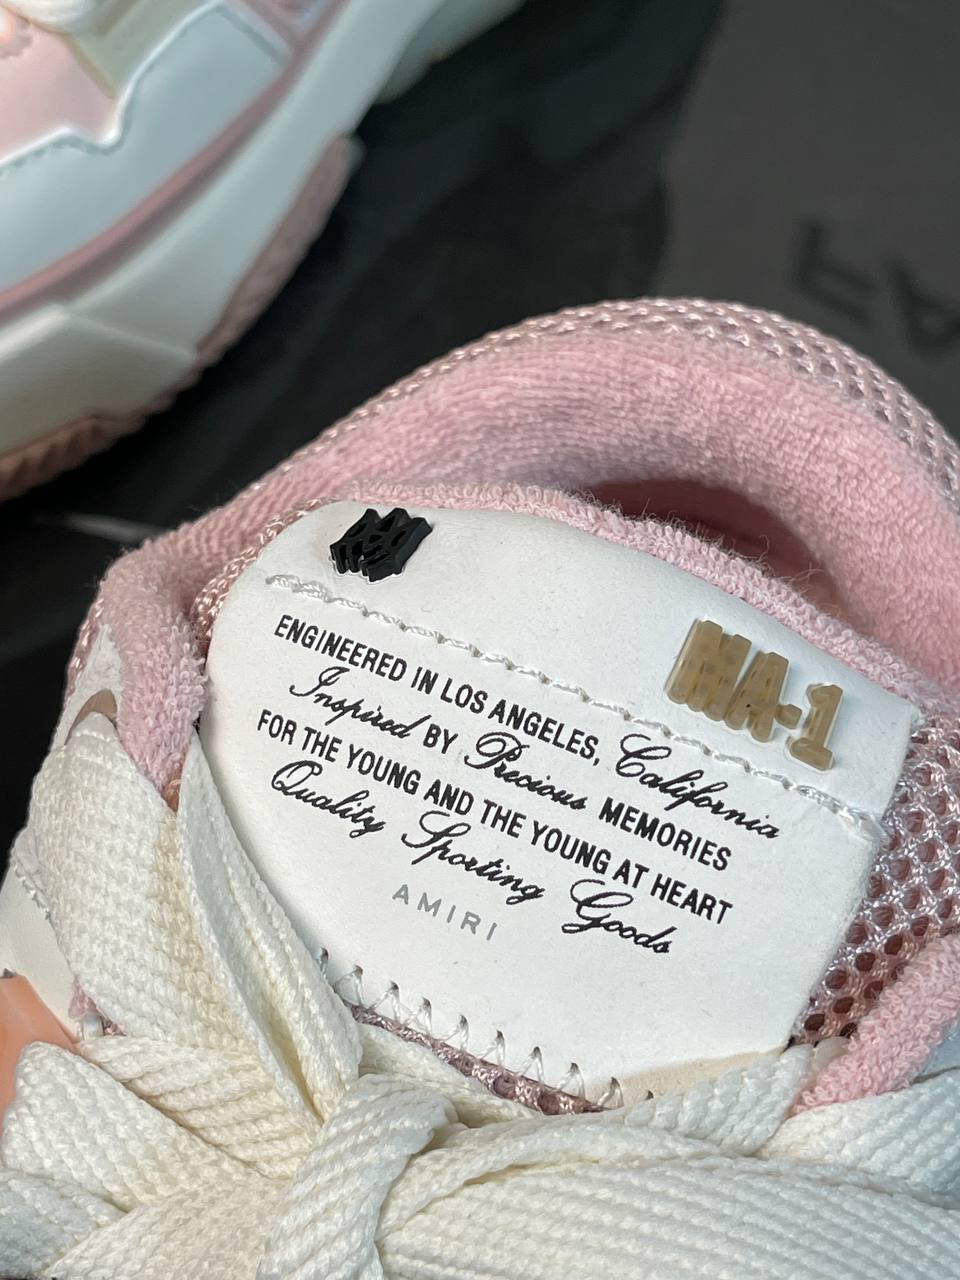 MA-1
ENGINEERED IN LOS ANGELES, California
Inspired BY Precious MEMORIES
FOR THE YOUNG AND THE YOUNG AT HEART
Quality Sporting Goods
AMIRI